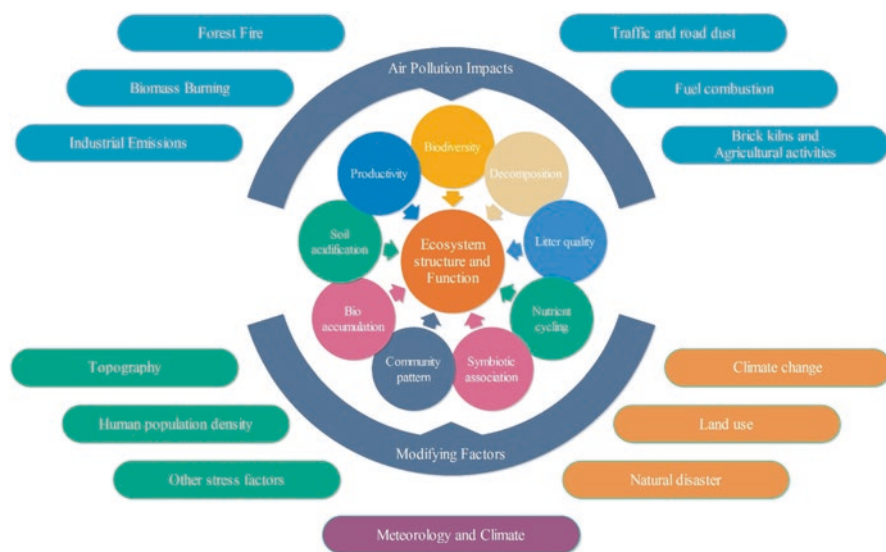 Forest Fire
Traffic and road dust
Air Pollution Impacts
Biomass Burning
Fuel combustion
Industrial Emissions
Brick kilns and
Agricultural activities
Biodiversity
Productivity
Decomposition
Soil
acidification
Litter quality
Ecosystem
structure and
Function
Bio
accumulation
Nutrient
cycling
Community
pattern
Symbiotic
association
Topography
Climate change
Human population density
Land use
Modifying Factors
Other stress factors
Natural disaster
Meteorology and Climate